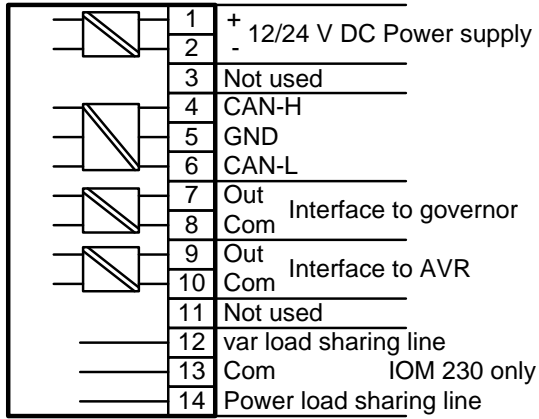 1 +
12/24 V DC Power supply
2 -
3 Not used
4 CAN-H
5 GND
6 CAN-L
7 Out
Interface to governor
8 Com
9 Out
Interface to AVR
10 Com
11 Not used
12 var load sharing line
13 Com IOM 230 only
14 Power load sharing line